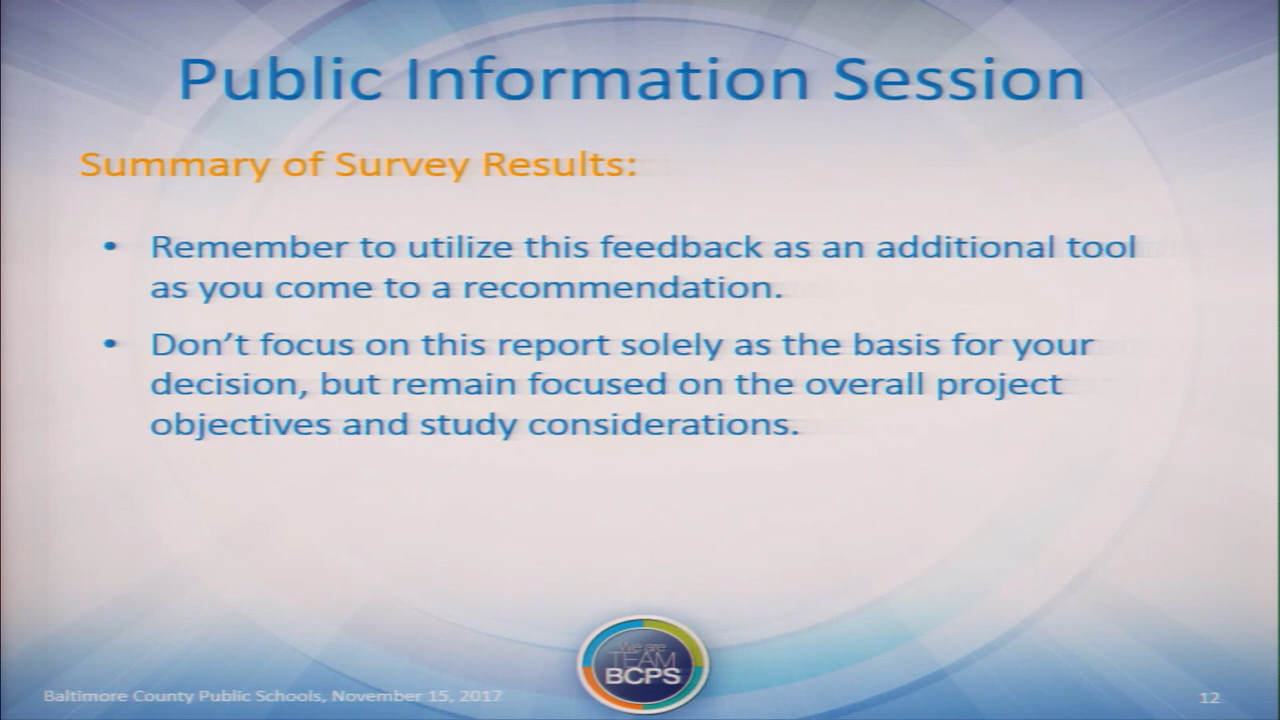 Public Information Session
Summary of Survey Results:
• Remember to utilize this feedback as an additional tool
as you come to a recommendation.
• Don’t focus on this report solely as the basis for your
decision, but remain focused on the overall project
objectives and study considerations.
We are
TEAM
BCPS
Baltimore County Public Schools, November 15, 2017
12